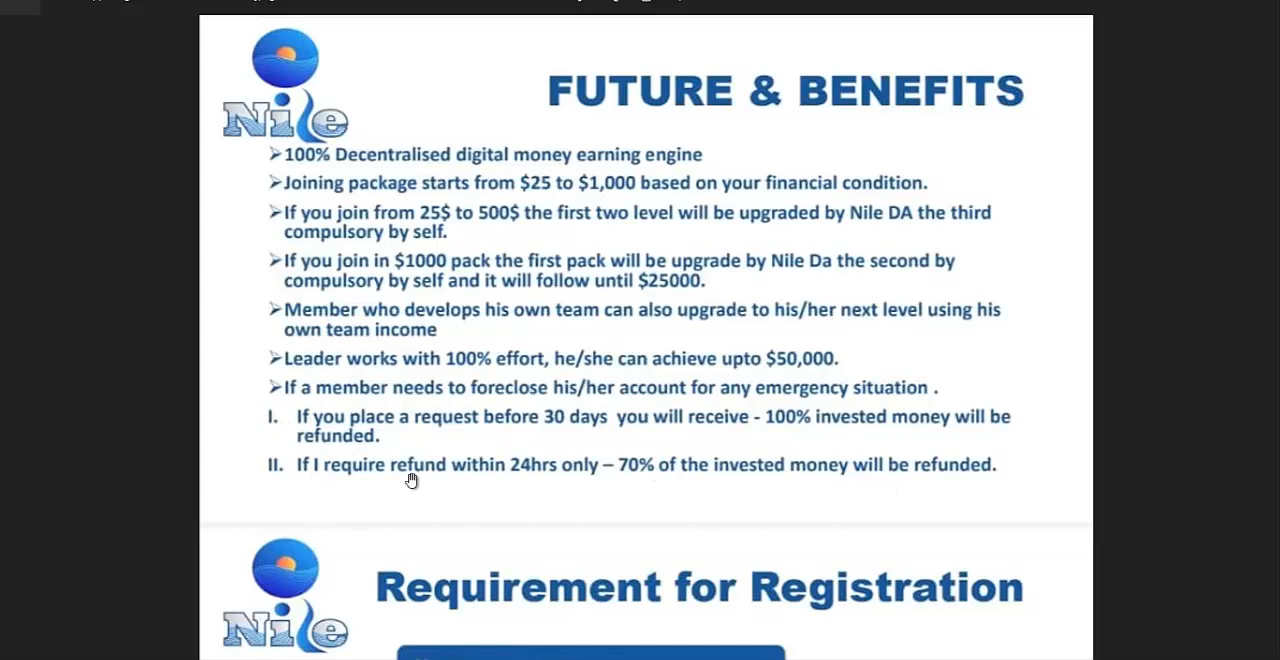 Nile
FUTURE & BENEFITS
➢100% Decentralised digital money earning engine
➢Joining package starts from $25 to $1,000 based on your financial condition.
➢If you join from 25$ to 500$ the first two level will be upgraded by Nile DA the third
compulsory by self.
➢If you join in $1000 pack the first pack will be upgrade by Nile Da the second by
compulsory by self and it will follow until $25000.
➢Member who develops his own team can also upgrade to his/her next level using his
own team income
➢Leader works with 100% effort, he/she can achieve upto $50,000.
➢If a member needs to foreclose his/her account for any emergency situation .
I. If you place a request before 30 days you will receive - 100% invested money will be
refunded.
II. If I require refund within 24hrs only – 70% of the invested money will be refunded.
Nile
Requirement for Registration